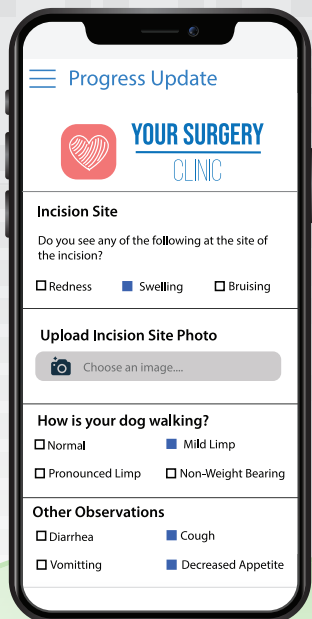 Progress Update
YOUR SURGERY
CLINIC
Incision Site
Do you see any of the following at the site of
the incision?
Redness Swelling Bruising
Upload Incision Site Photo
Choose an image....
How is your dog walking?
Normal Mild Limp
Pronounced Limp Non-Weight Bearing
Other Observations
Diarrhea Cough
Vomitting Decreased Appetite